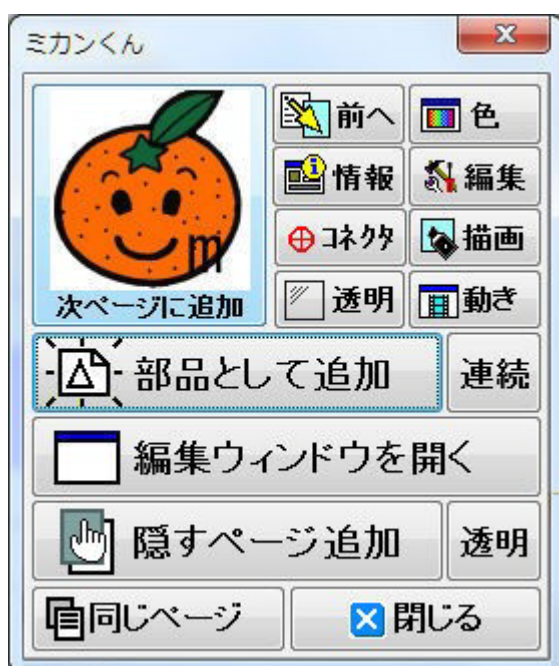 ミカンくん
前へ
色
情報
編集
コネクタ
描画
m
次ページに追加
透明
動き
部品として追加
連続
編集ウィンドウを開く
隠すページ追加
透明
同じページ
閉じる